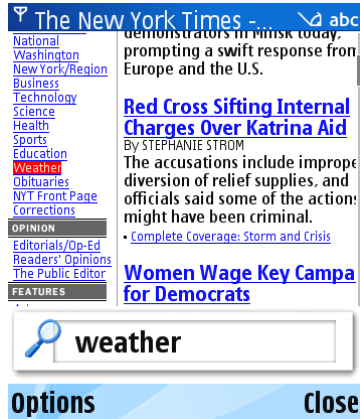 The New York Times -...
abc
National
Washington
New York/Region
Business
Technology
Science
Health
Sports
Education
Weather
Obituaries
NYT Front Page
Corrections
OPINION
Editorials/Op-Ed
Readers' Opinions
The Public Editor
FEATURES
demonstrators in Minsk today,
prompting a swift response from
Europe and the U.S.
Red Cross Sifting Internal
Charges Over Katrina Aid
By STEPHANIE STROM
The accusations include imprope
diversion of relief supplies, and
officials said some of the actions
might have been criminal.
• Complete Coverage: Storm and Crisis
Women Wage Key Campa
for Democrats
weather
Options
Close